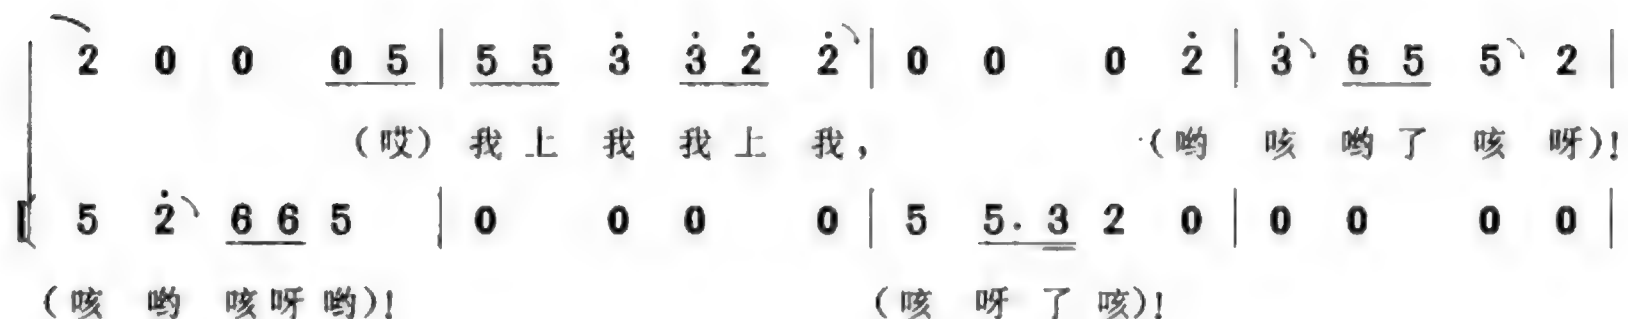 2 0 0 0 5 | 5 5 3̇ 3̇ 2̇ 2̇ | 0 0 0 2̇ | 3̇ 6 5 5 2 |
(哎) 我上 我 我上 我， (哟 咳 哟了 咳 呀)！
5 2̇ 6 6 5 | 0 0 0 0 | 5 5. 3 2 0 | 0 0 0 0 |
(咳 哟 咳呀 哟)！ (咳 呀 了 咳)！